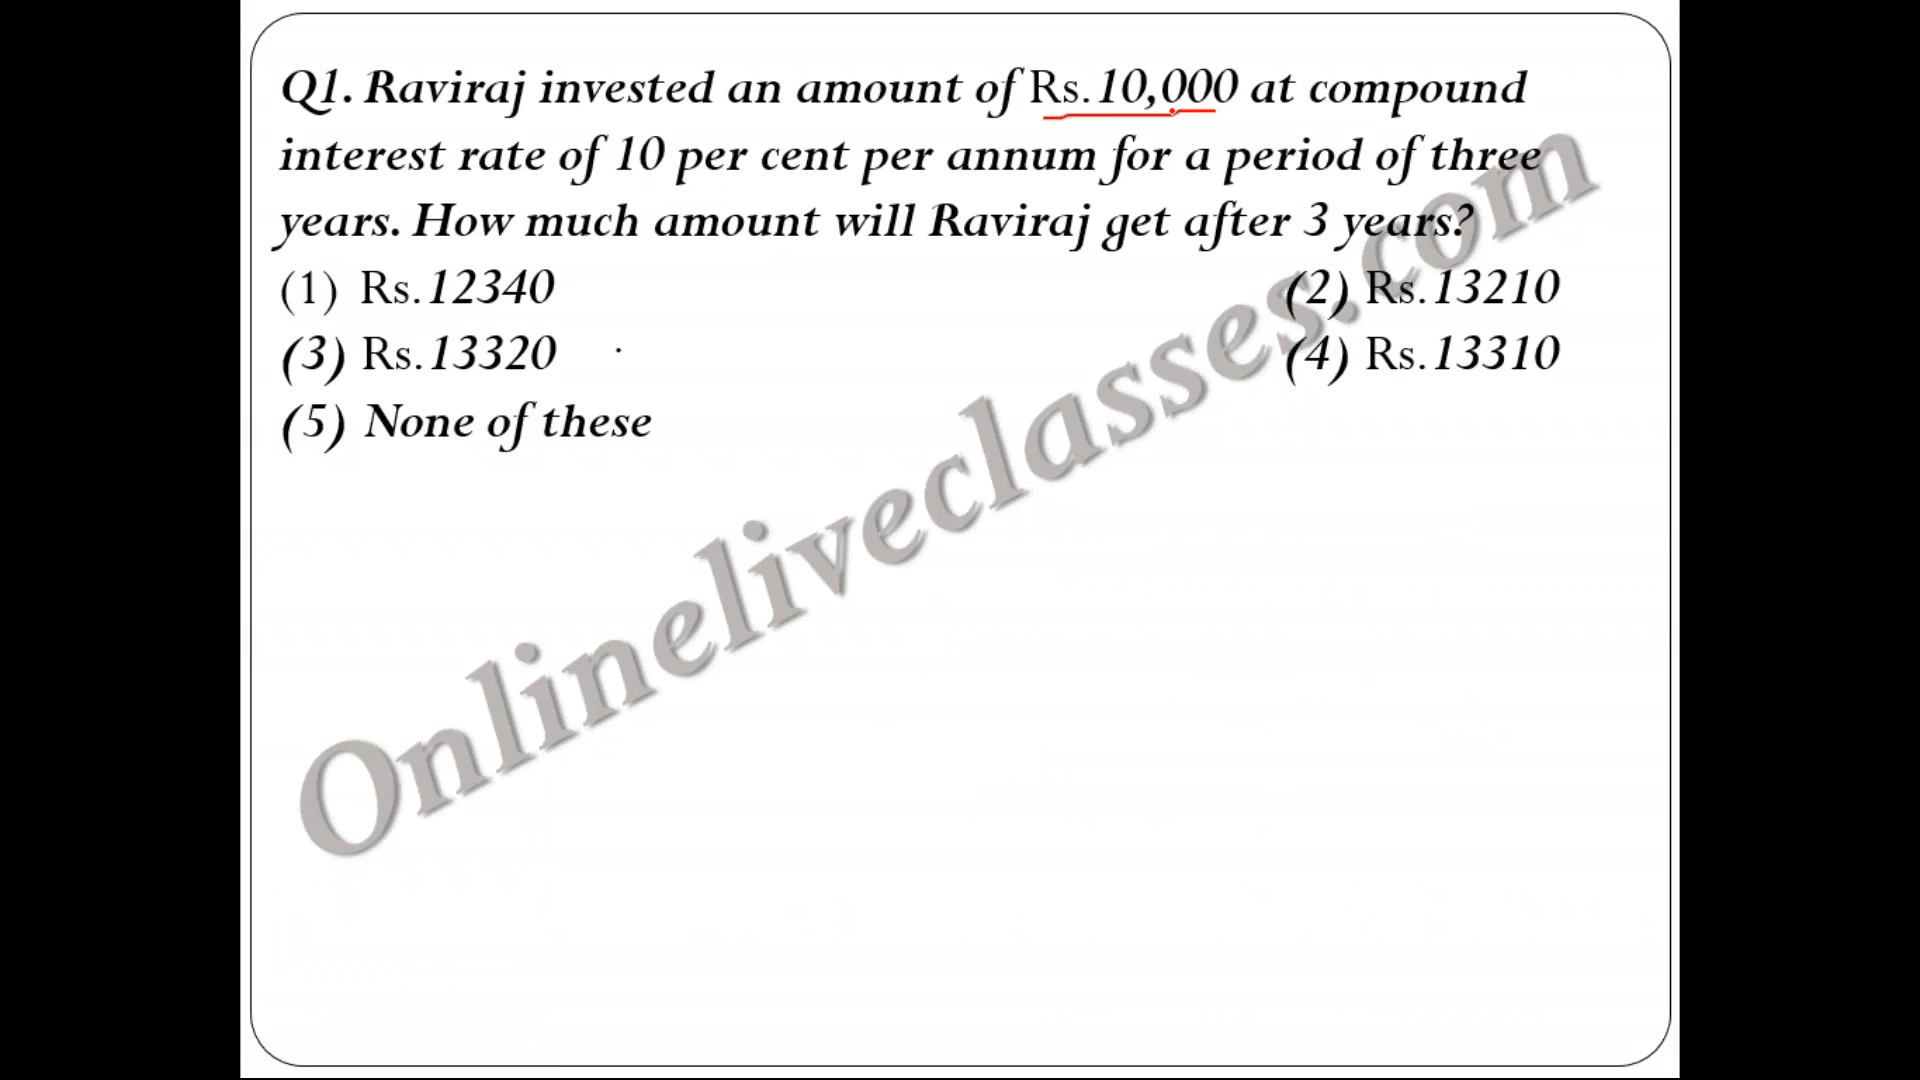 Q1. Raviraj invested an amount of Rs.10,000 at compound
interest rate of 10 per cent per annum for a period of three
years. How much amount will Raviraj get after 3 years?
(1) Rs.12340 (2) Rs.13210
(3) Rs.13320 (4) Rs.13310
(5) None of these
Onlineliveclasses.com